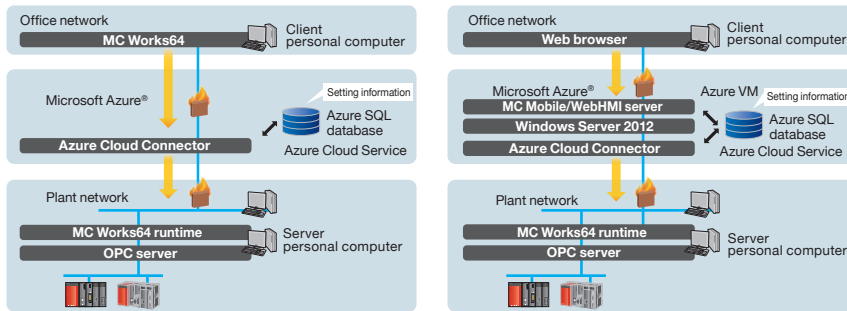 Office network
MC Works64
Client
personal computer
Microsoft Azure®
Setting information
Azure SQL
database
Azure Cloud Connector
Azure Cloud Service
Plant network
MC Works64 runtime
OPC server
Server
personal computer
Office network
Web browser
Client
personal computer
Microsoft Azure®
Azure VM
Setting information
MC Mobile/WebHMI server
Windows Server 2012
Azure SQL
database
Azure Cloud Connector
Azure Cloud Service
Plant network
MC Works64 runtime
OPC server
Server
personal computer